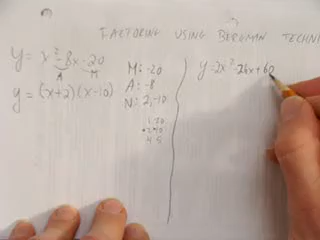 FACTORING USING BERGMAN TECHNI
y = x² - 8x - 20
A M
y = (x+2)(x-10)
M: -20
A: -8
N: 2, -10
1 20
2 10
4 5
y = 2x² - 26x + 60